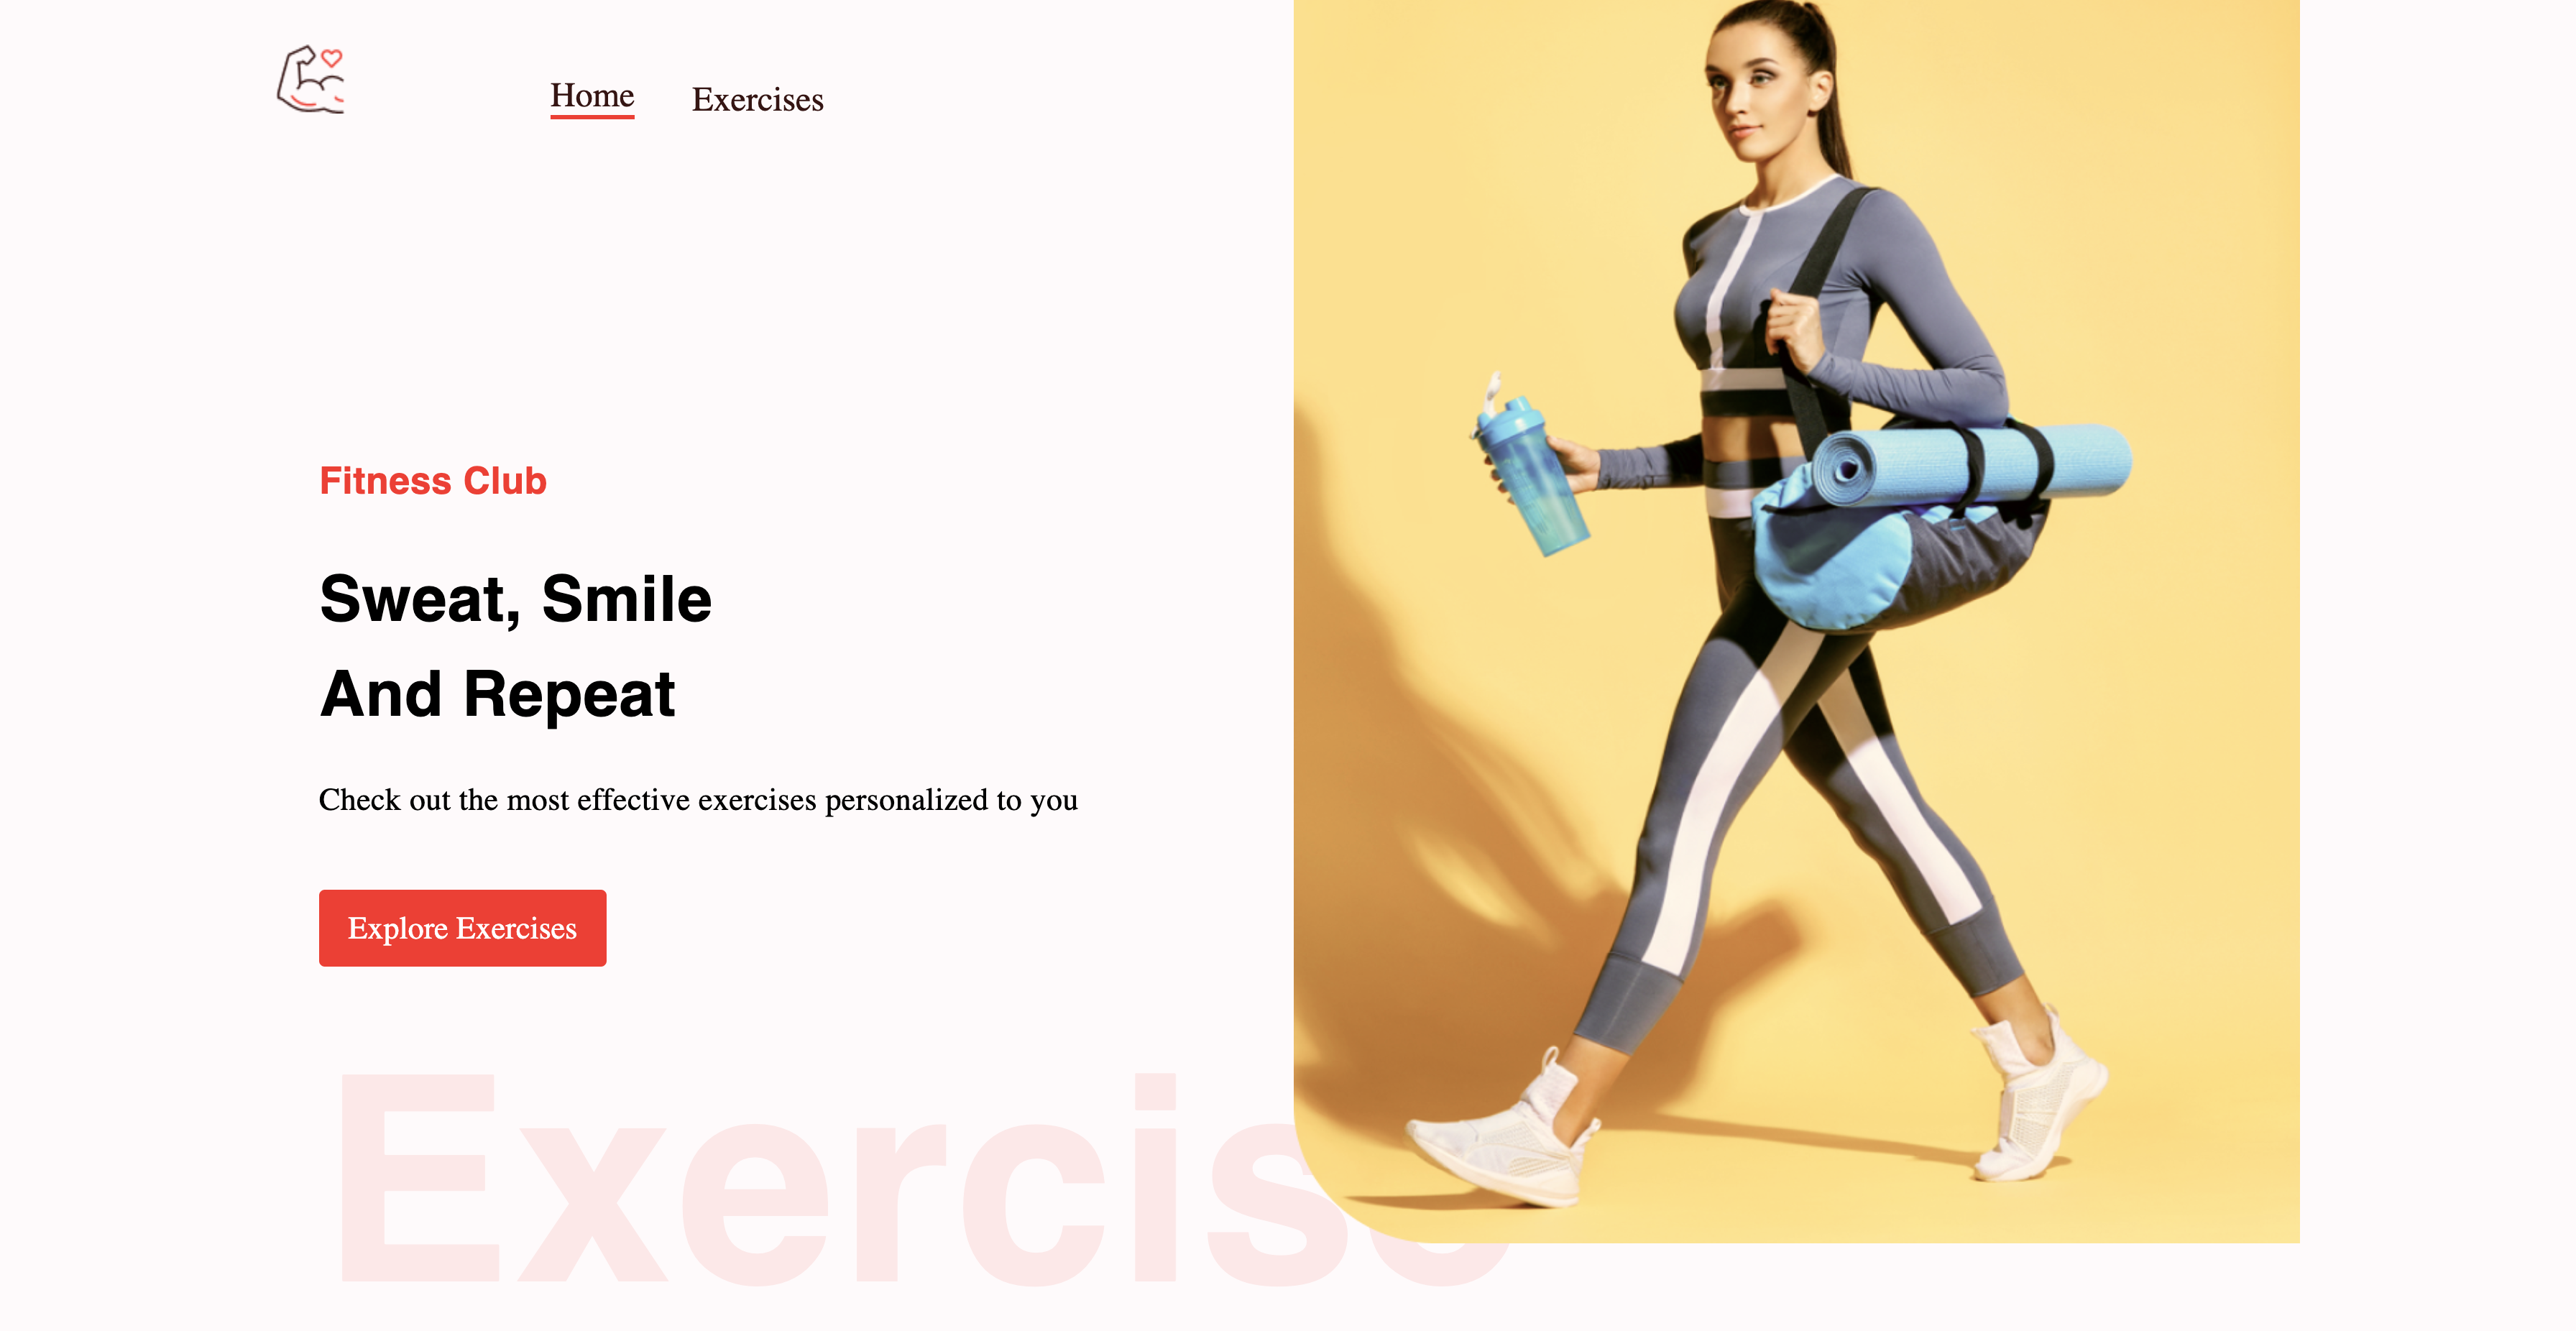 Home Exercises
Fitness Club
Sweat, Smile
And Repeat
Check out the most effective exercises personalized to you
Explore Exercises
Exercise